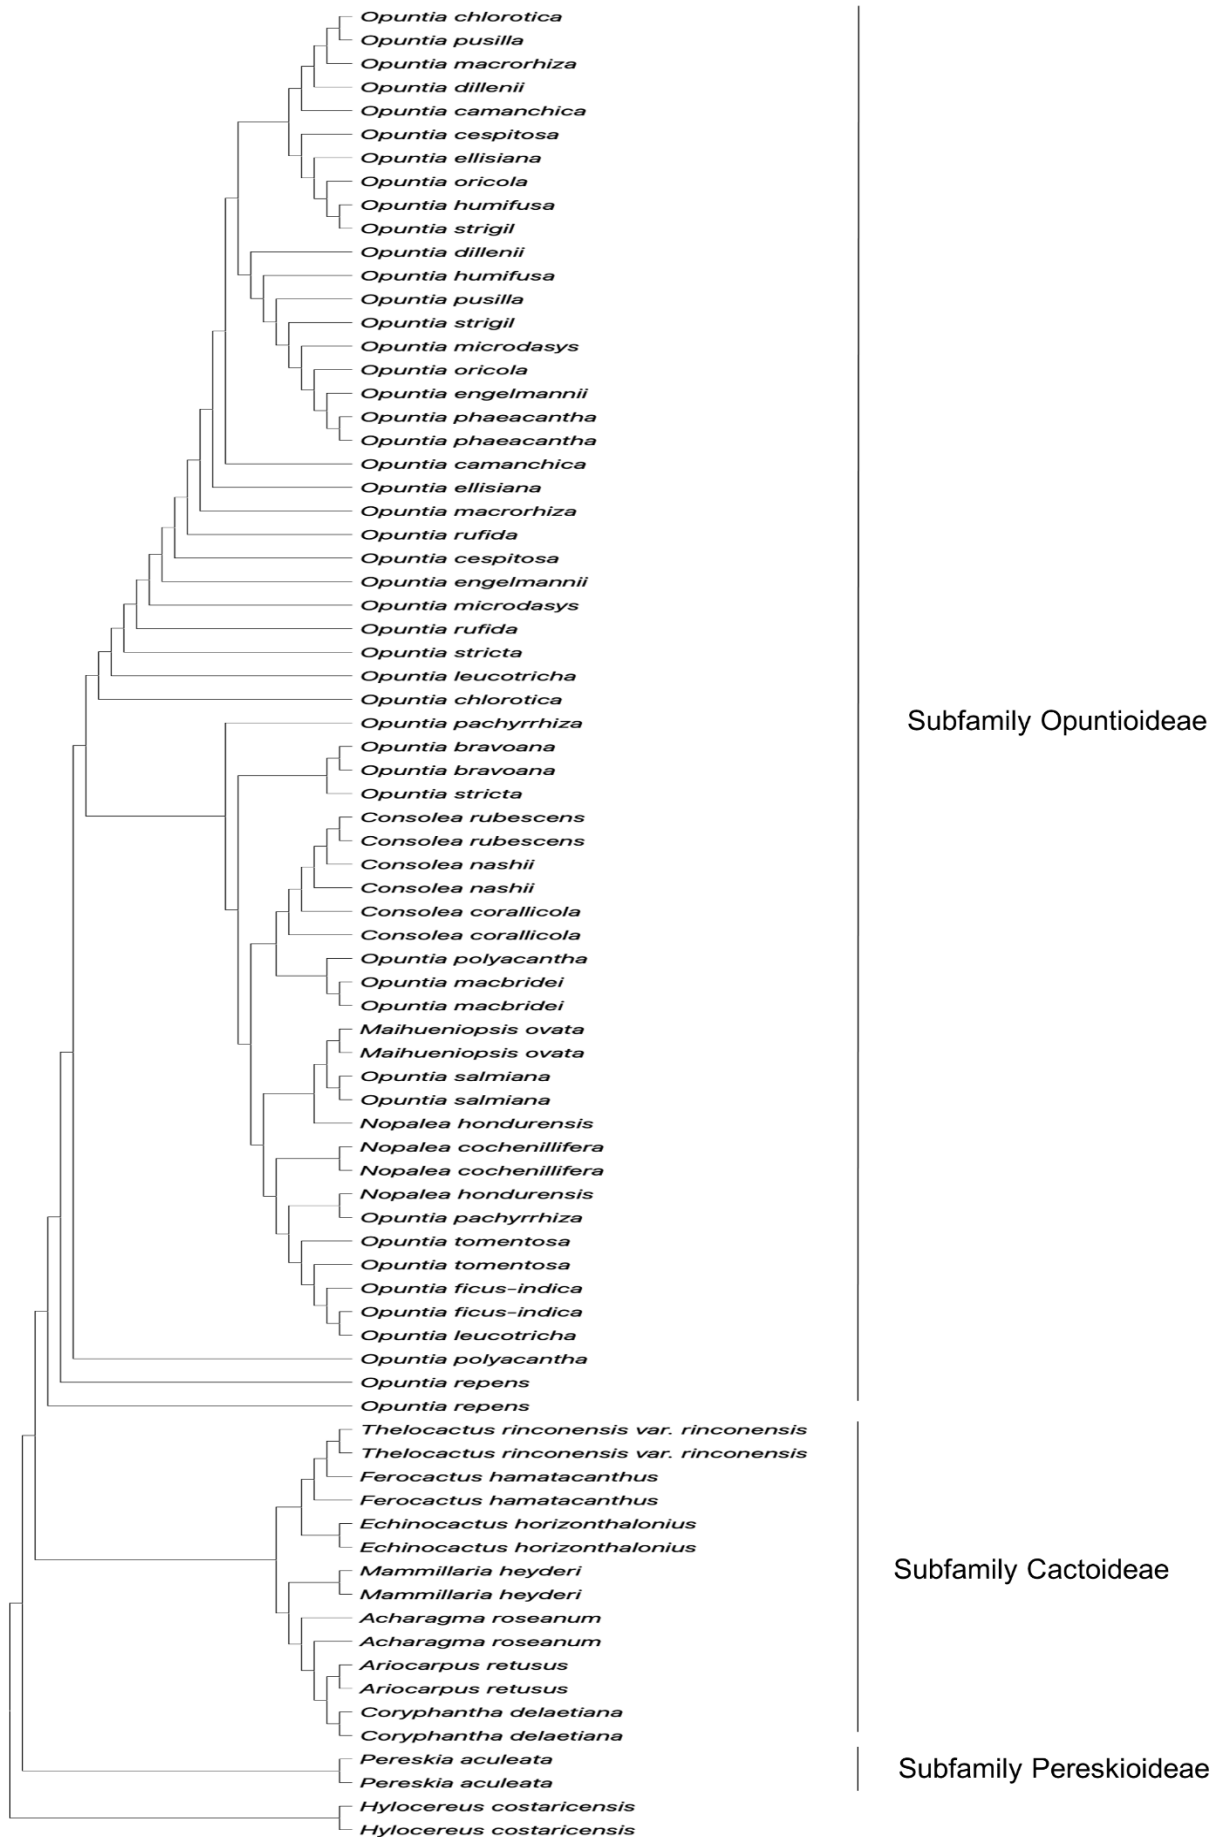 Opuntia chlorotica
Opuntia pusilla
Opuntia macrorhiza
Opuntia dillenii
Opuntia camanchica
Opuntia cespitosa
Opuntia ellisiana
Opuntia oricola
Opuntia humifusa
Opuntia strigil
Opuntia dillenii
Opuntia humifusa
Opuntia pusilla
Opuntia strigil
Opuntia microdasys
Opuntia oricola
Opuntia engelmannii
Opuntia phaeacantha
Opuntia phaeacantha
Opuntia camanchica
Opuntia ellisiana
Opuntia macrorhiza
Opuntia rufida
Opuntia cespitosa
Opuntia engelmannii
Opuntia microdasys
Opuntia rufida
Opuntia stricta
Opuntia leucotricha
Opuntia chlorotica
Opuntia pachyrrhiza
Subfamily Opuntioideae
Opuntia bravoana
Opuntia bravoana
Opuntia stricta
Consolea rubescens
Consolea rubescens
Consolea nashii
Consolea nashii
Consolea corallicola
Consolea corallicola
Opuntia polyacantha
Opuntia macbridei
Opuntia macbridei
Maihueniopsis ovata
Maihueniopsis ovata
Opuntia salmiana
Opuntia salmiana
Nopalea hondurensis
Nopalea cochenillifera
Nopalea cochenillifera
Nopalea hondurensis
Opuntia pachyrrhiza
Opuntia tomentosa
Opuntia tomentosa
Opuntia ficus-indica
Opuntia ficus-indica
Opuntia leucotricha
Opuntia polyacantha
Opuntia repens
Opuntia repens
Thelocactus rinconensis var. rinconensis
Thelocactus rinconensis var. rinconensis
Ferocactus hamatacanthus
Ferocactus hamatacanthus
Echinocactus horizonthalonius
Echinocactus horizonthalonius
Mammillaria heyderi
Subfamily Cactoideae
Mammillaria heyderi
Acharagma roseanum
Acharagma roseanum
Ariocarpus retusus
Ariocarpus retusus
Coryphantha delaetiana
Coryphantha delaetiana
Pereskia aculeata
Subfamily Pereskioideae
Pereskia aculeata
Hylocereus costaricensis
Hylocereus costaricensis